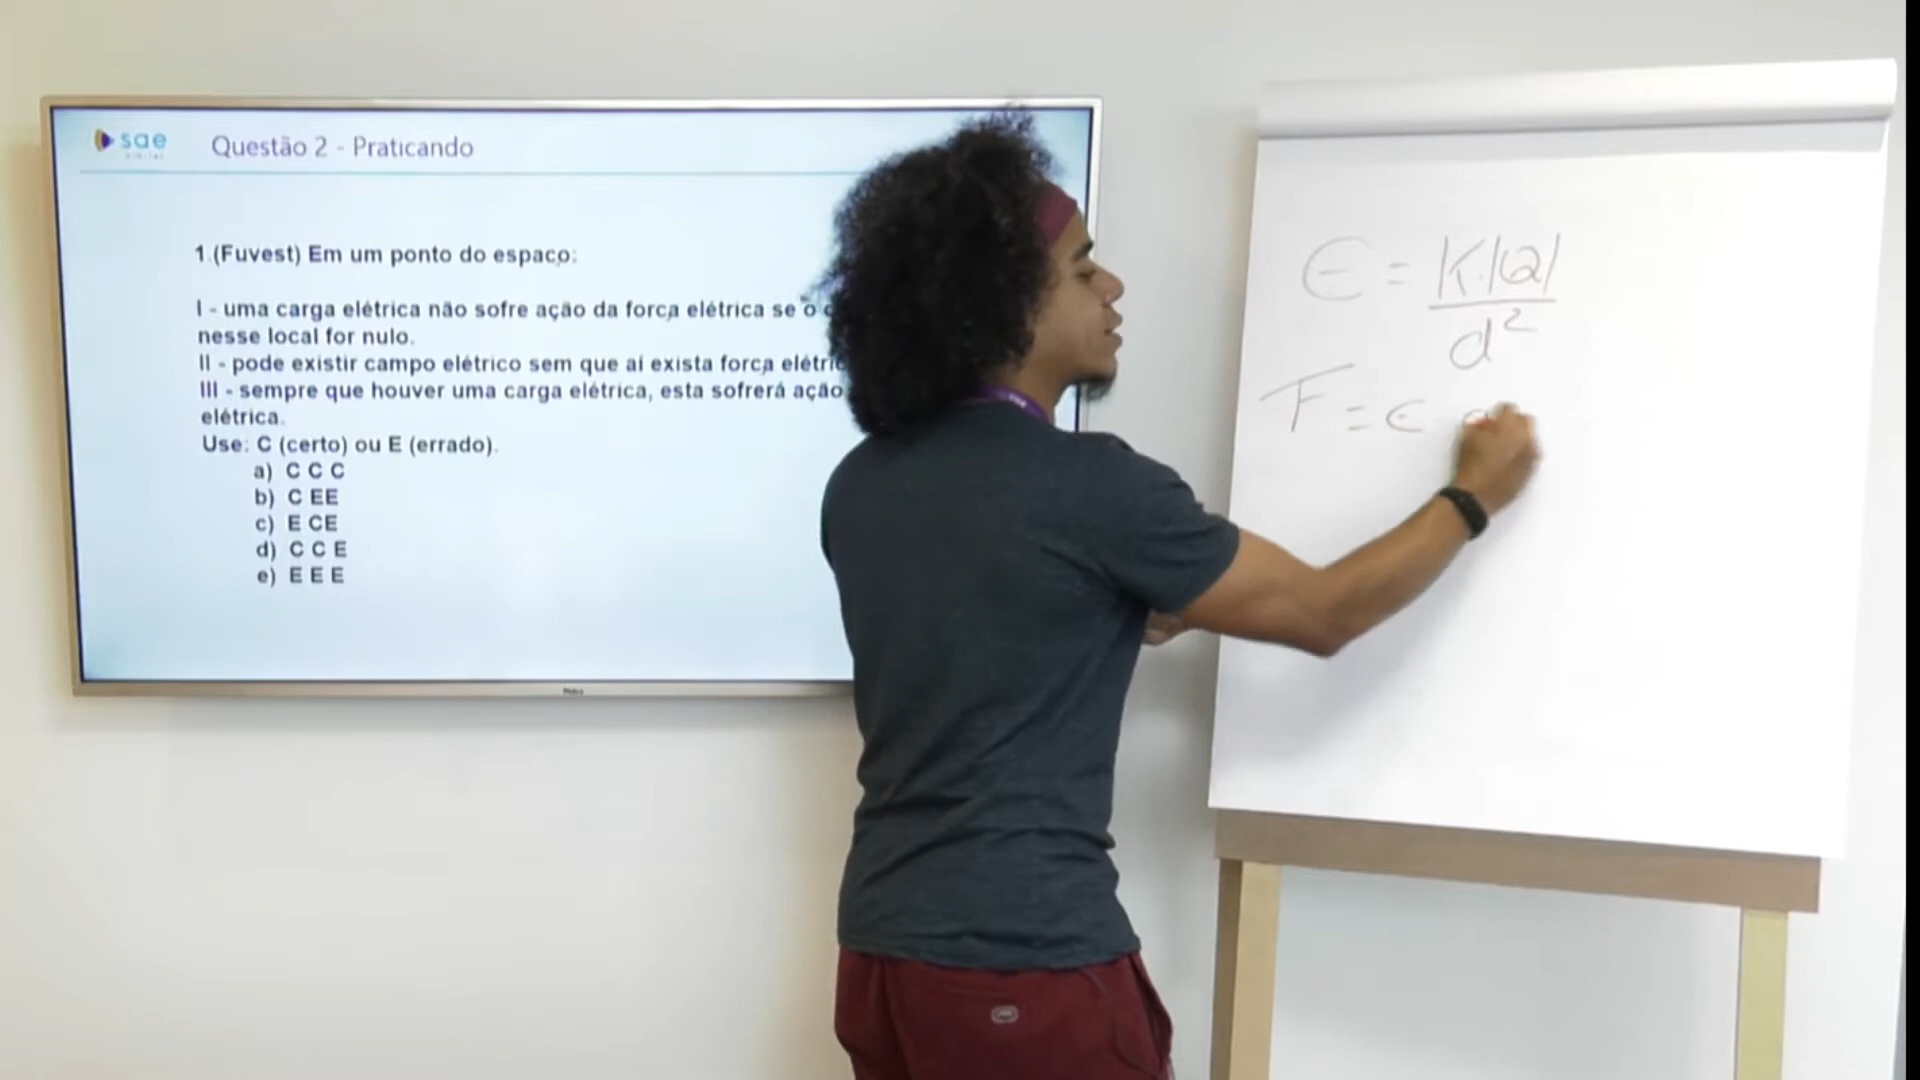 sae
DIGITAL
Questão 2 - Praticando
1.(Fuvest) Em um ponto do espaço:
I - uma carga elétrica não sofre ação da força elétrica se o
nesse local for nulo.
II - pode existir campo elétrico sem que aí exista força
III - sempre que houver uma carga elétrica, esta sofrerá ação
elétrica.
Use: C (certo) ou E (errado).
a) C C C
b) C EE
c) E CE
d) C C E
e) E E E
E = K.|Q|
d²
F = E